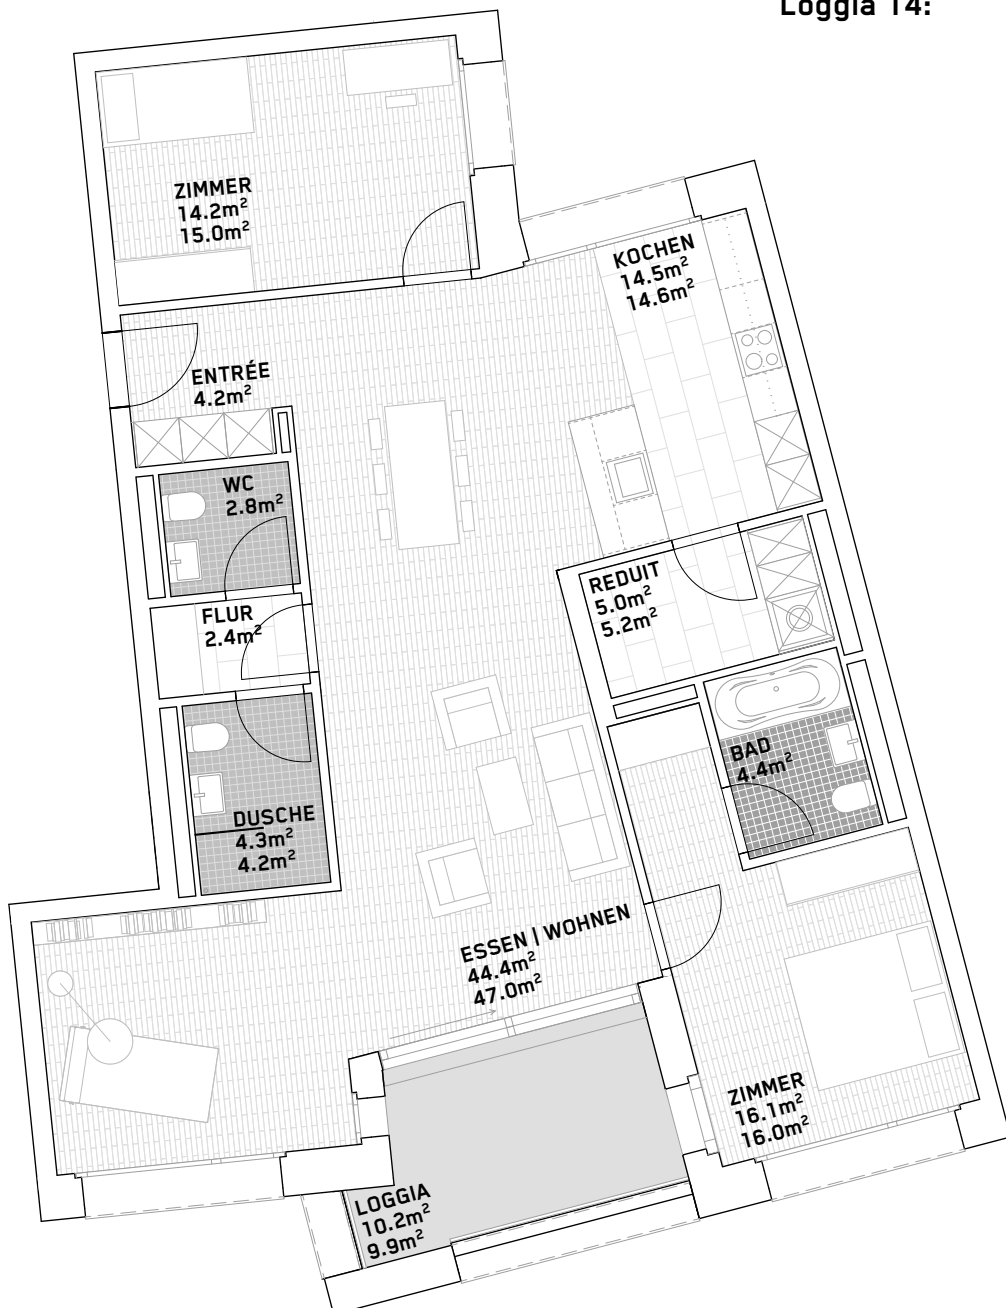 Loggia 14:
ZIMMER
14.2m²
15.0m²
KOCHEN
14.5m²
14.6m²
ENTRÉE
4.2m²
WC
2.8m²
REDUIT
5.0m²
5.2m²
FLUR
2.4m²
BAD
4.4m²
DUSCHE
4.3m²
4.2m²
ESSEN | WOHNEN
44.4m²
47.0m²
ZIMMER
16.1m²
16.0m²
LOGGIA
10.2m²
9.9m²